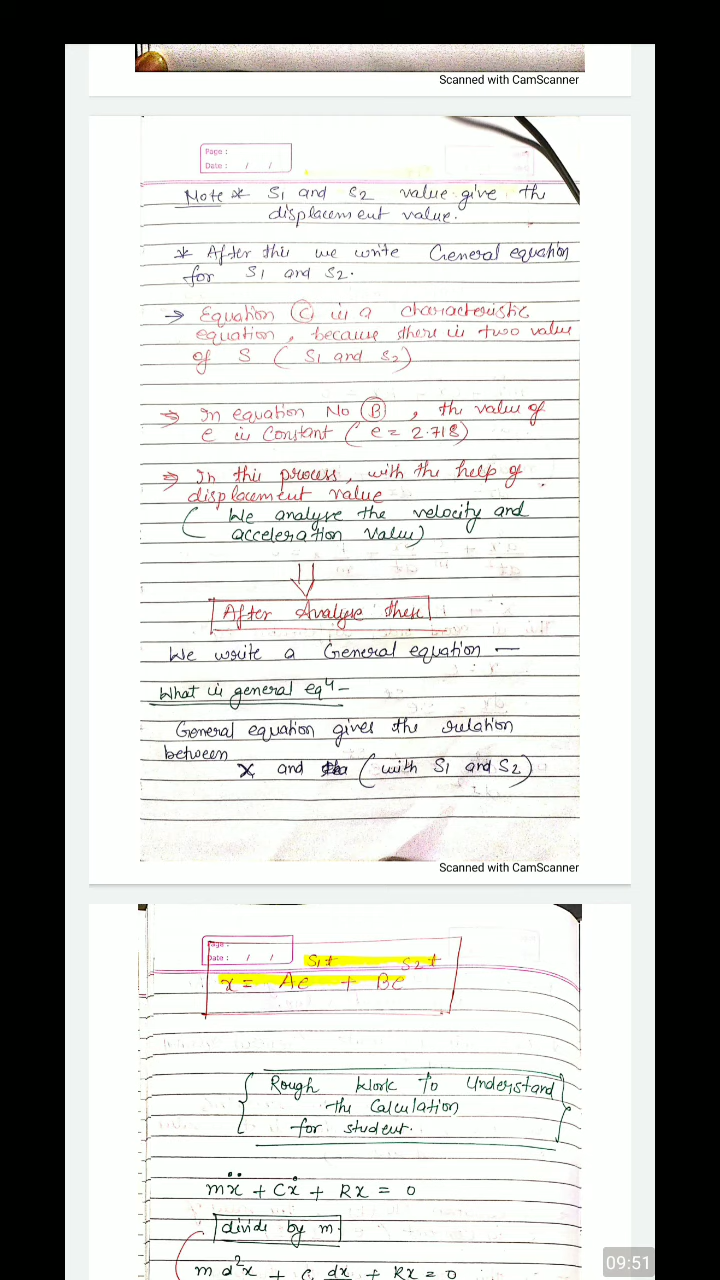 Scanned with CamScanner
Page :
Date : / /
Note * S1 and S2 value give the
displacement value.
* After this we write General equation
for S1 and S2.
→ Equation (C) is a characteristic
equation, because there is two value
of S ( S1 and S2)
⇒ In equation No (B) , the value of
e is Constant ( e = 2.718)
⇒ In this process, with the help of
displacement value
( We analyse the velocity and
acceleration value)
⇓
After Analyse these
We write a General equation —
What is general eqn -
General equation gives the relation
between
x and ( with S1 and S2)
Scanned with CamScanner
Page :
Date : / /
x = Ae^{S1t} + Be^{S2t}
{ Rough Work To Understand
the Calculation
for student. }
mẍ + Cẋ + Rx = 0
divide by m.
m d²x + C. dx + Rx = 0
09:51